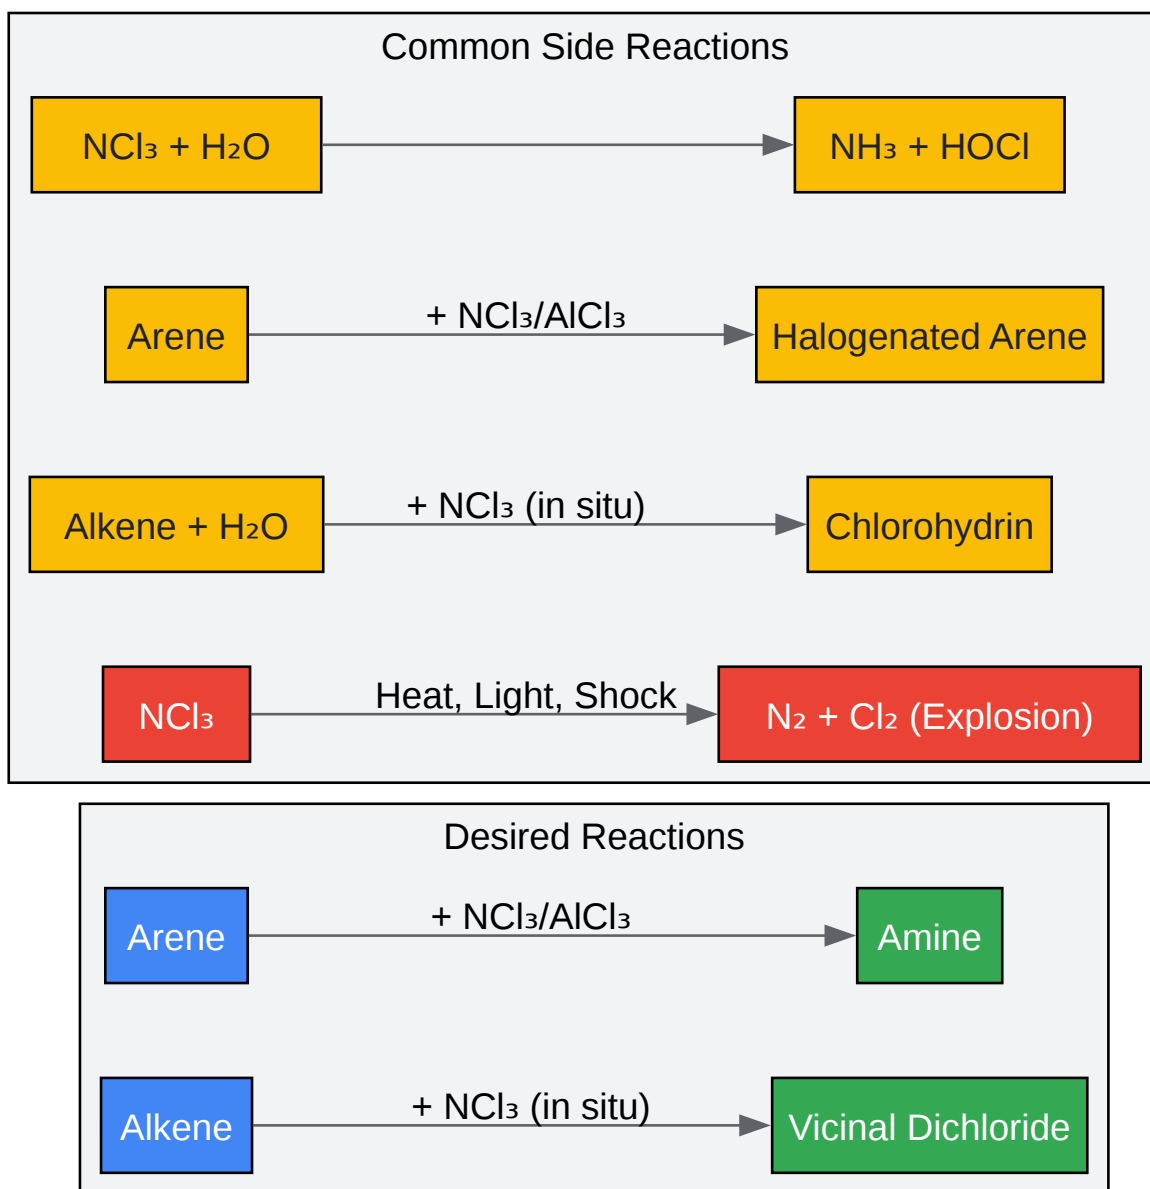 Common Side Reactions
NCl₃ + H₂O
NH₃ + HOCl
Arene
+ NCl₃/AlCl₃
Halogenated Arene
Alkene + H₂O
+ NCl₃ (in situ)
Chlorohydrin
NCl₃
Heat, Light, Shock
N₂ + Cl₂ (Explosion)
Desired Reactions
Arene
+ NCl₃/AlCl₃
Amine
Alkene
+ NCl₃ (in situ)
Vicinal Dichloride